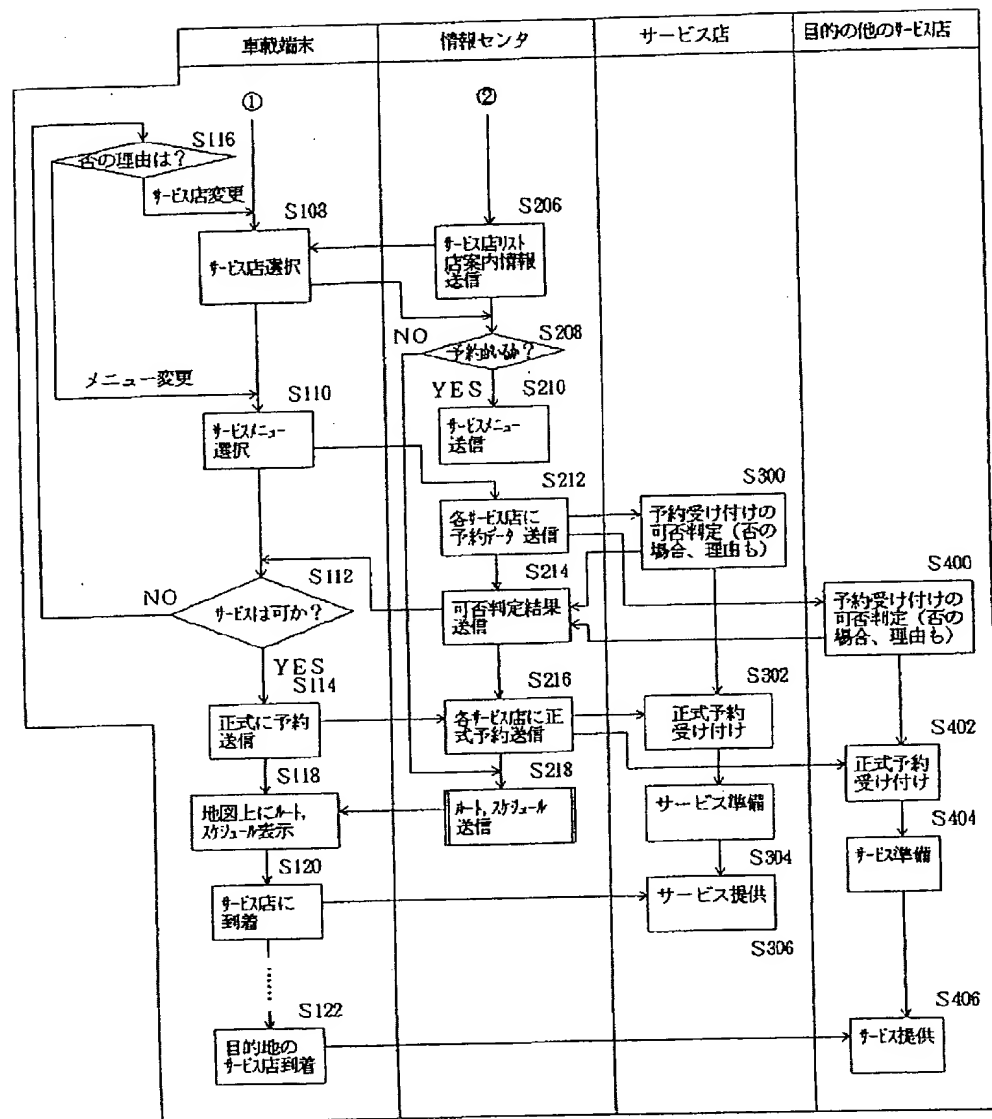 車載端末
情報センタ
サービス店
目的の他のサービス店
①
②
S116
否の理由は？
サービス店変更
S108
サービス店選択
S206
サービス店リスト
店案内情報
送信
NO
S208
予約がいるか？
メニュー変更
S110
サービスメニュー
選択
YES
S210
サービスメニュー
送信
S212
各サービス店に
予約データ 送信
S300
予約受け付けの
可否判定（否の
場合、理由も）
NO
S112
サービスは可か？
S214
可否判定結果
送信
S400
予約受け付けの
可否判定（否の
場合、理由も）
YES
S114
正式に予約
送信
S216
各サービス店に正
式予約送信
S302
正式予約
受け付け
S402
正式予約
受け付け
S118
地図上にルート,
スケジュール表示
S218
ルート,スケジュール
送信
サービス準備
S404
サービス準備
S120
サービス店に
到着
S304
サービス提供
S306
S122
目的地の
サービス店到着
S406
サービス提供